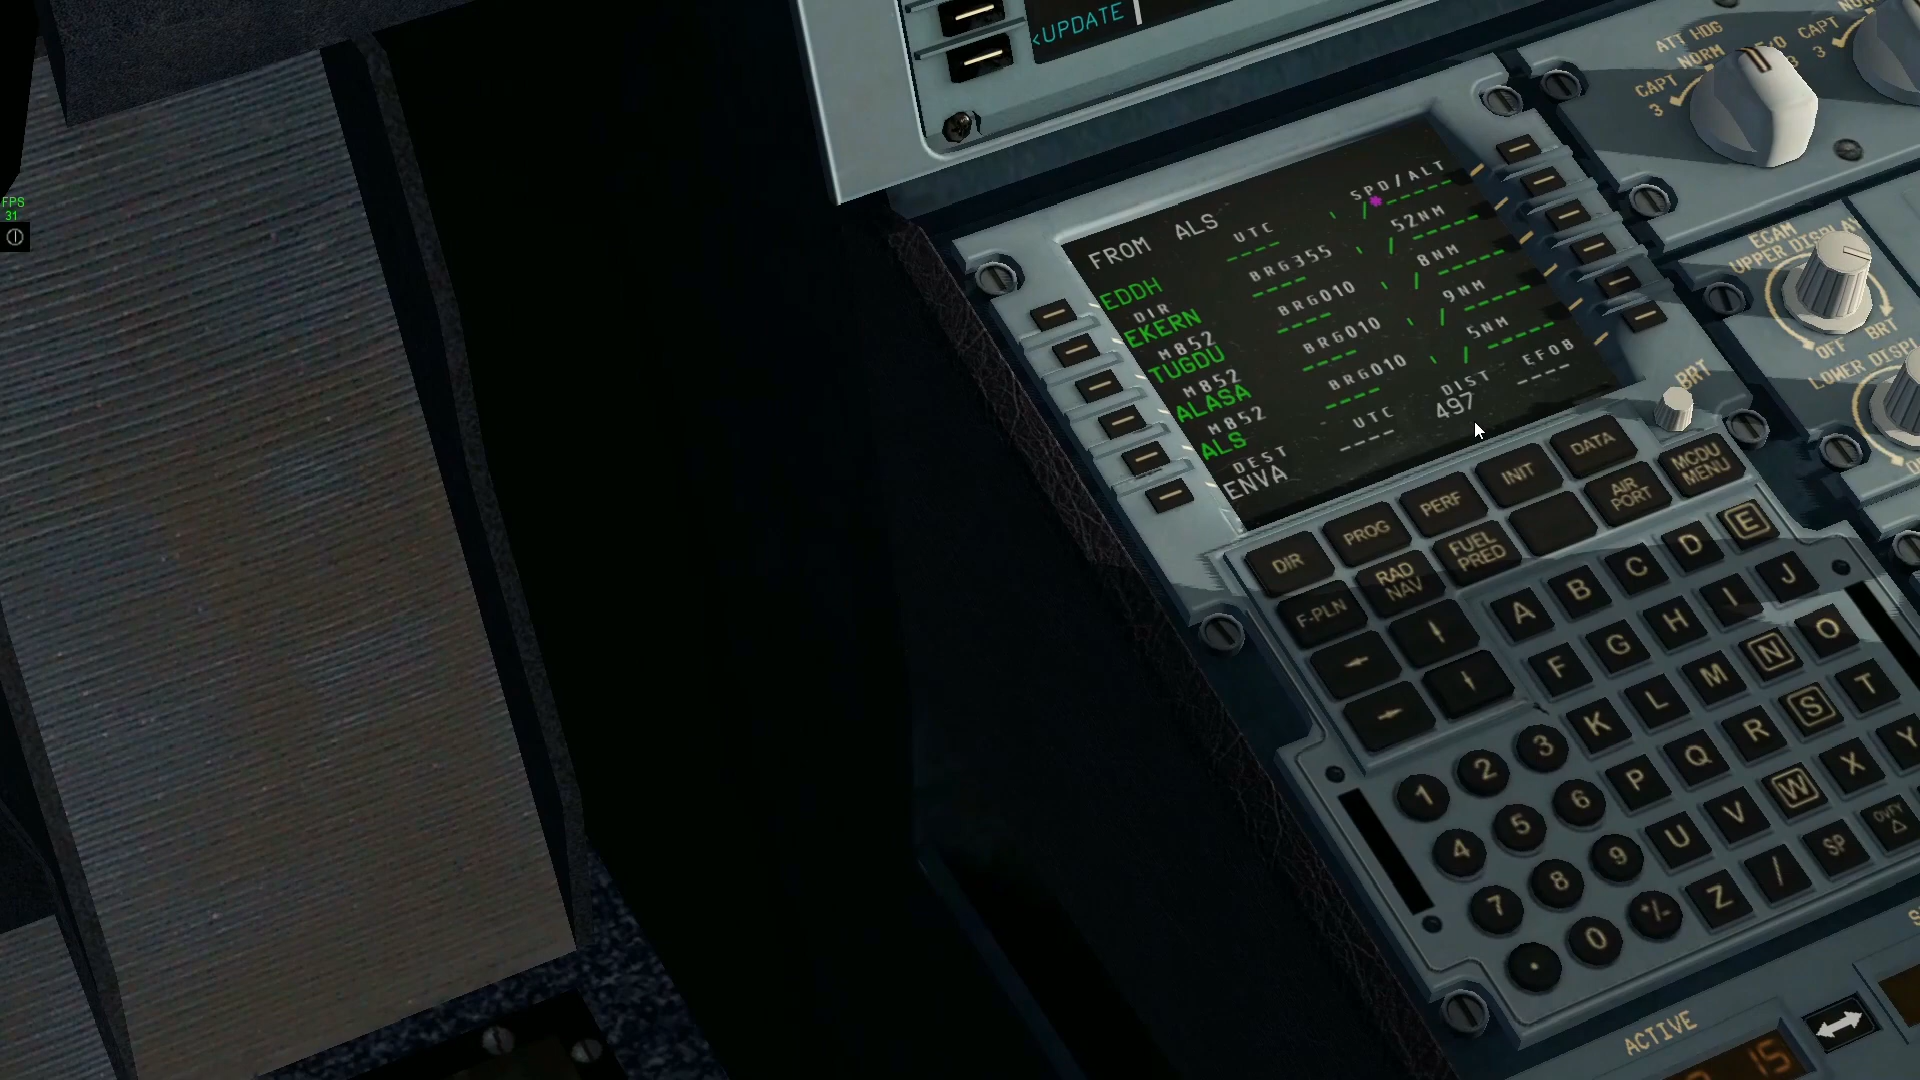 <UPDATE
ATT HDG
NORM
CAPT
3
CAPT
3
FPS
31
FROM ALS
UTC SPD/ALT
EDDH ---- * / ------
DIR BRG355 52NM
EKERN ---- / ------
M852 BRG010 8NM
TUGDU ---- / ------
M852 BRG010 9NM
ALASA ---- / ------
M852 BRG010 5NM
ALS ---- / ------
DEST UTC DIST EFOB
ENVA ---- 497 ----
BRT
ECAM
UPPER DISPLAY
OFF BRT
DIR PROG PERF INIT DATA
F-PLN RAD NAV FUEL PRED AIR PORT MCDU MENU
A B C D E
F G H I J
K L M N O
P Q R S T
U V W X Y
Z / SP OVFY △
1 2 3
4 5 6
7 8 9
. 0 +/-
ACTIVE
15